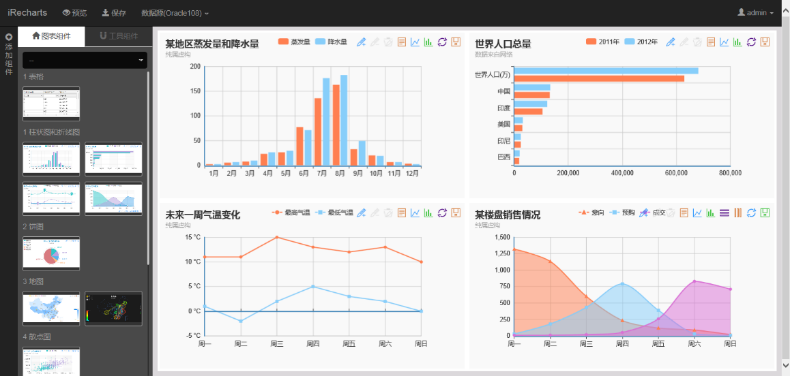 iRecharts 预览 保存 数据源(Oracle108) admin
添加组件
图表组件 工具组件
...
1 表格
1 柱状图和折线图
2 饼图
3 地图
4 散点图
某地区蒸发量和降水量
纯属虚构
蒸发量 降水量
200
150
100
50
0
1月 2月 3月 4月 5月 6月 7月 8月 9月 10月 11月 12月
世界人口总量
数据来自网络
2011年 2012年
世界人口(万)
中国
印度
美国
印尼
巴西
0 200,000 400,000 600,000 800,000
未来一周气温变化
纯属虚构
最高气温 最低气温
15 °C
10 °C
5 °C
0 °C
-5 °C
周一 周二 周三 周四 周五 周六 周日
某楼盘销售情况
纯属虚构
意向 预购 成交
1,500
1,250
1,000
750
500
250
0
周一 周二 周三 周四 周五 周六 周日